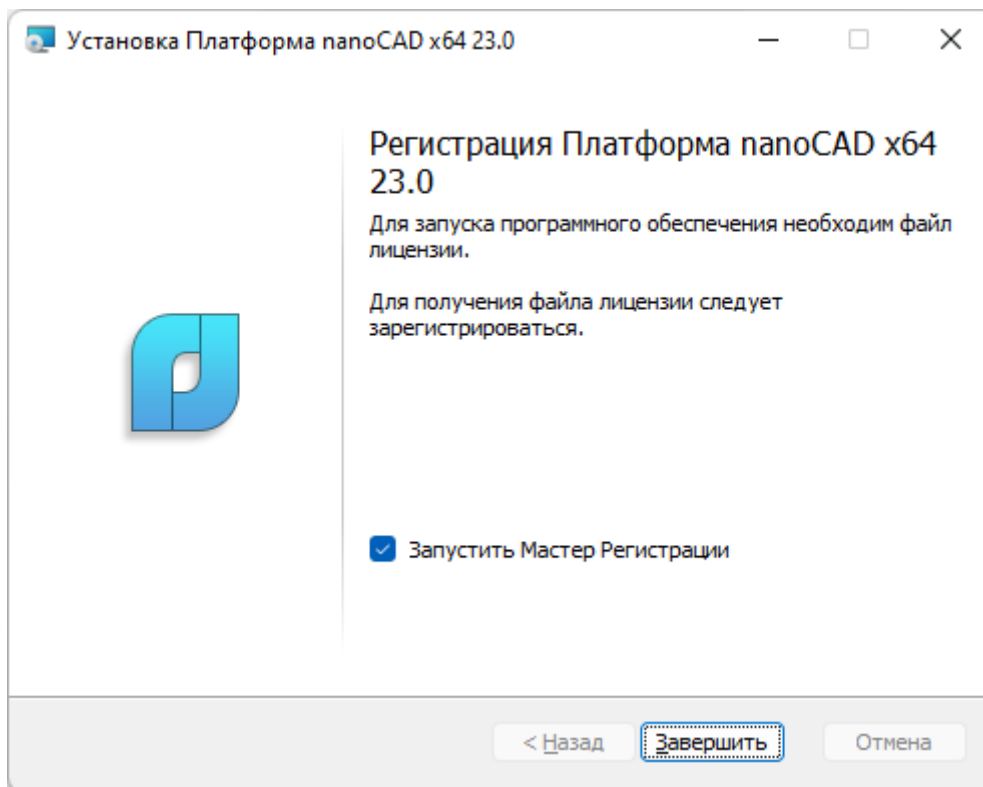 Установка Платформа nanoCAD x64 23.0
Регистрация Платформа nanoCAD x64
23.0
Для запуска программного обеспечения необходим файл
лицензии.
Для получения файла лицензии следует
зарегистрироваться.
Запустить Мастер Регистрации
< Назад Завершить Отмена